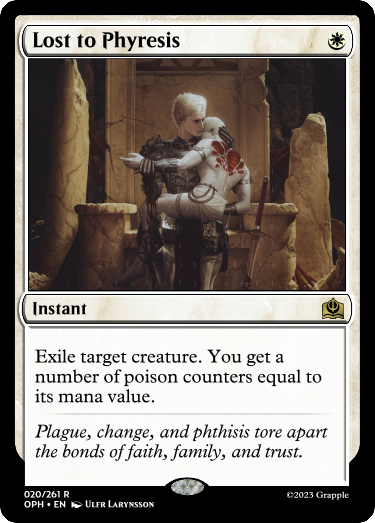 Lost to Phyresis
Instant
Exile target creature. You get a
number of poison counters equal to
its mana value.
Plague, change, and phthisis tore apart
the bonds of faith, family, and trust.
020/261 R
OPH • EN Ulfr Larynsson
©2023 Grapple